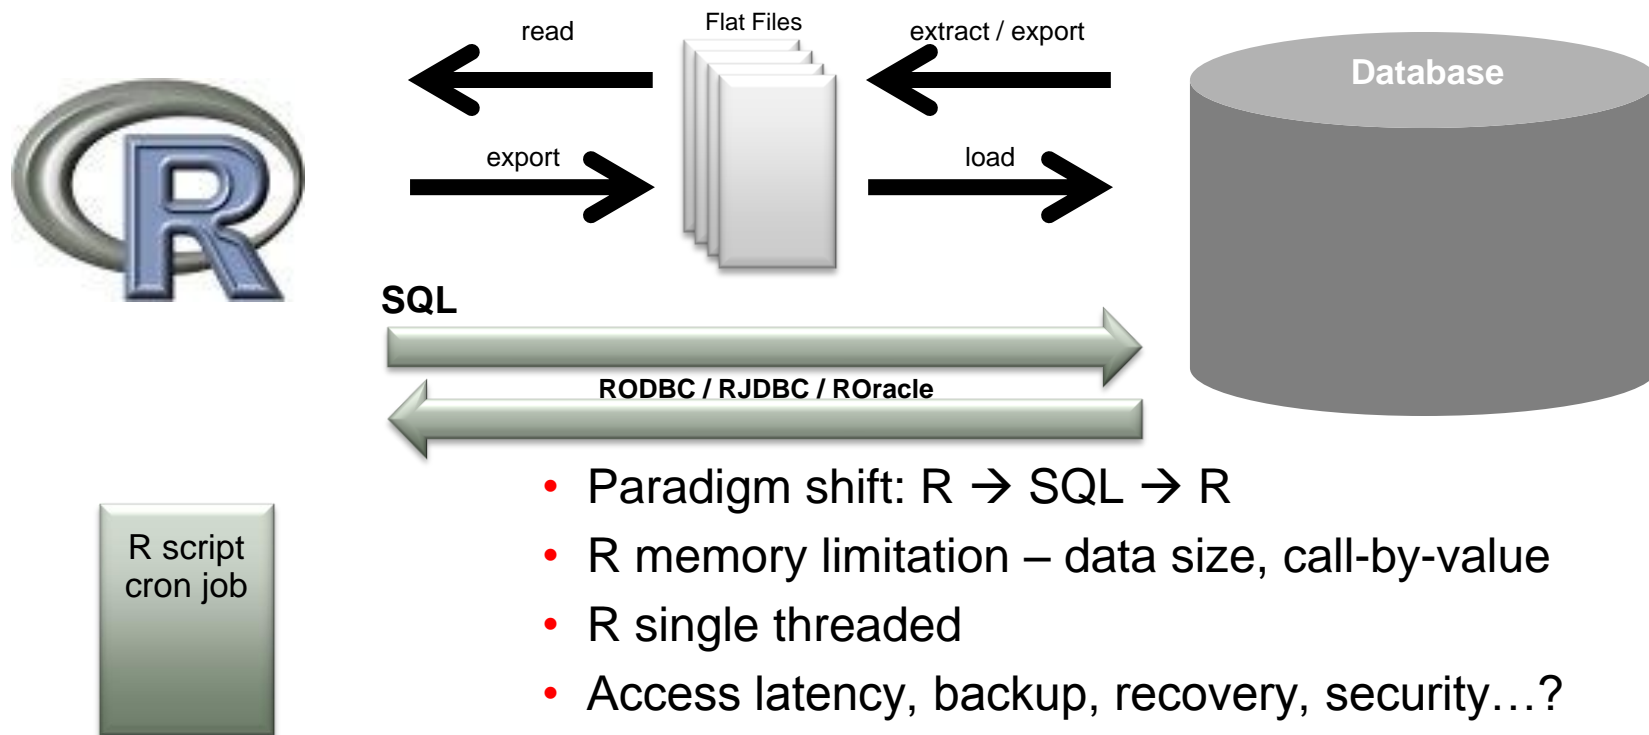 Flat Files
read
extract / export
Database
R
export
load
SQL
RODBC / RJDBC / ROracle
• Paradigm shift: R → SQL → R
R script
cron job
• R memory limitation – data size, call-by-value
• R single threaded
• Access latency, backup, recovery, security…?